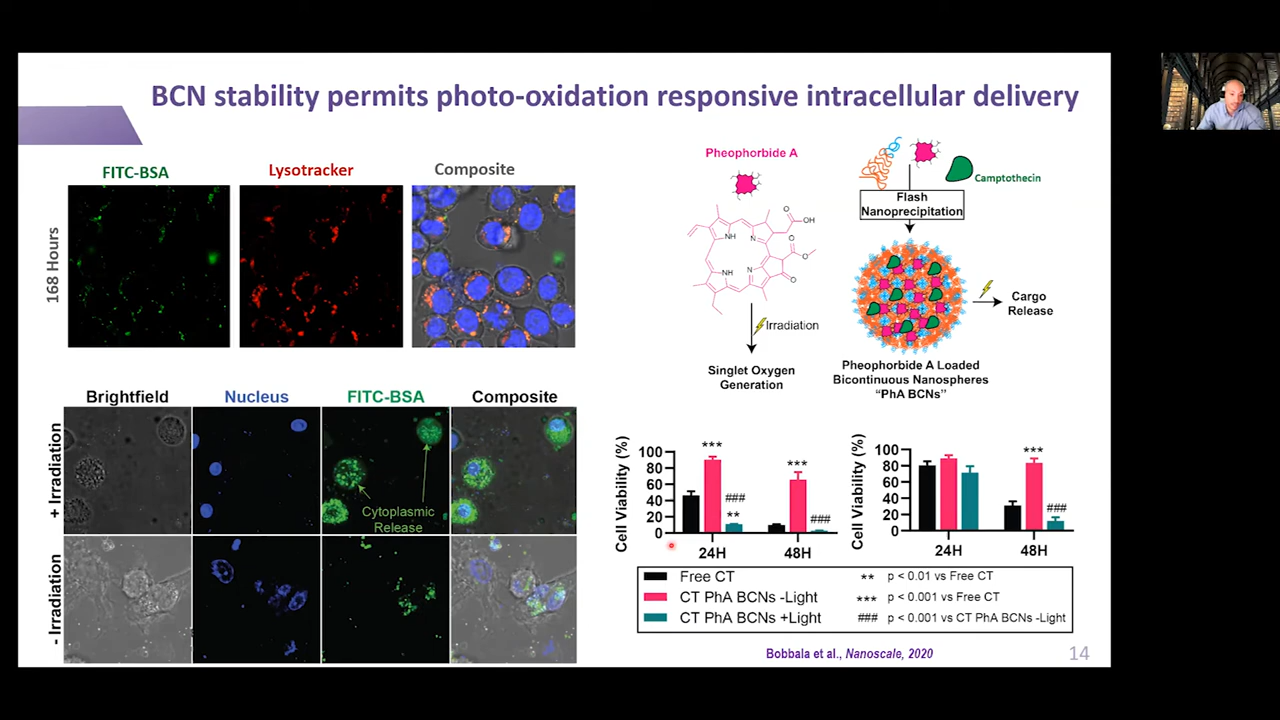 BCN stability permits photo-oxidation responsive intracellular delivery
FITC-BSA
Lysotracker
Composite
168 Hours
Brightfield
Nucleus
FITC-BSA
Composite
+ Irradiation
Cytoplasmic
Release
- Irradiation
Pheophorbide A
NH
N
N
NH
O
OH
O
O
O
Irradiation
Singlet Oxygen
Generation
Camptothecin
Flash
Nanoprecipitation
Cargo
Release
Pheophorbide A Loaded
Bicontinuous Nanospheres
“PhA BCNs”
Cell Viability (%)
100
80
60
40
20
0
***
###
**
***
###
24H
48H
Cell Viability (%)
100
80
60
40
20
0
***
###
24H
48H
Free CT
CT PhA BCNs -Light
CT PhA BCNs +Light
** p < 0.01 vs Free CT
*** p < 0.001 vs Free CT
### p < 0.001 vs CT PhA BCNs -Light
Bobbala et al., Nanoscale, 2020
14